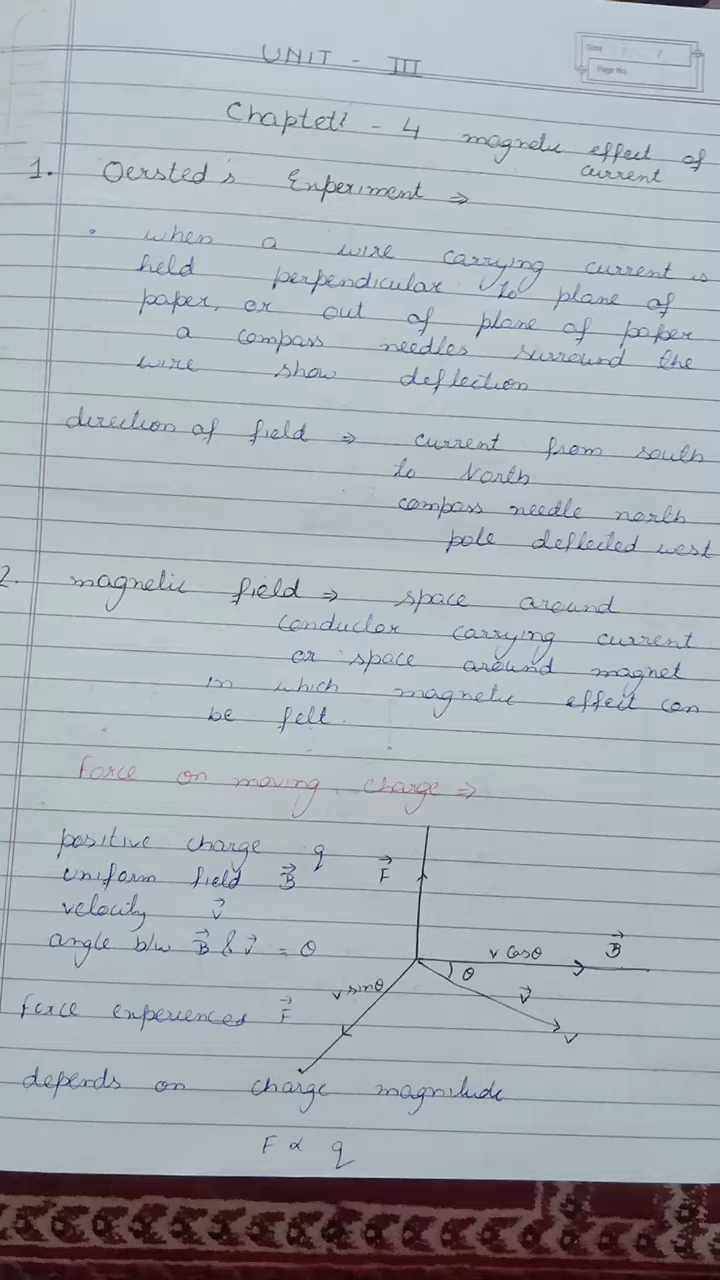 UNIT - III
Date / /
Page No.
Chapter - 4 magnetic effect of
current
1. Oersted's Experiment ⇒
• when a wire carrying current is
held perpendicular to plane of
paper, or out of plane of paper
a compass needles surround the
wire show deflection
direction of field ⇒ current from south
to North
compass needle north
pole deflected west
2. magnetic field ⇒ space around
conductor carrying current
or space around magnet
in which magnetic effect can
be felt.
Force on moving charge ⇒
positive charge q
uniform field B⃗
velocity v⃗
angle b/w B⃗ & v⃗ = θ
Force experiences F⃗
F⃗
v cosθ B⃗
θ
v sinθ v⃗
v
depends on charge magnitude
F ∝ q